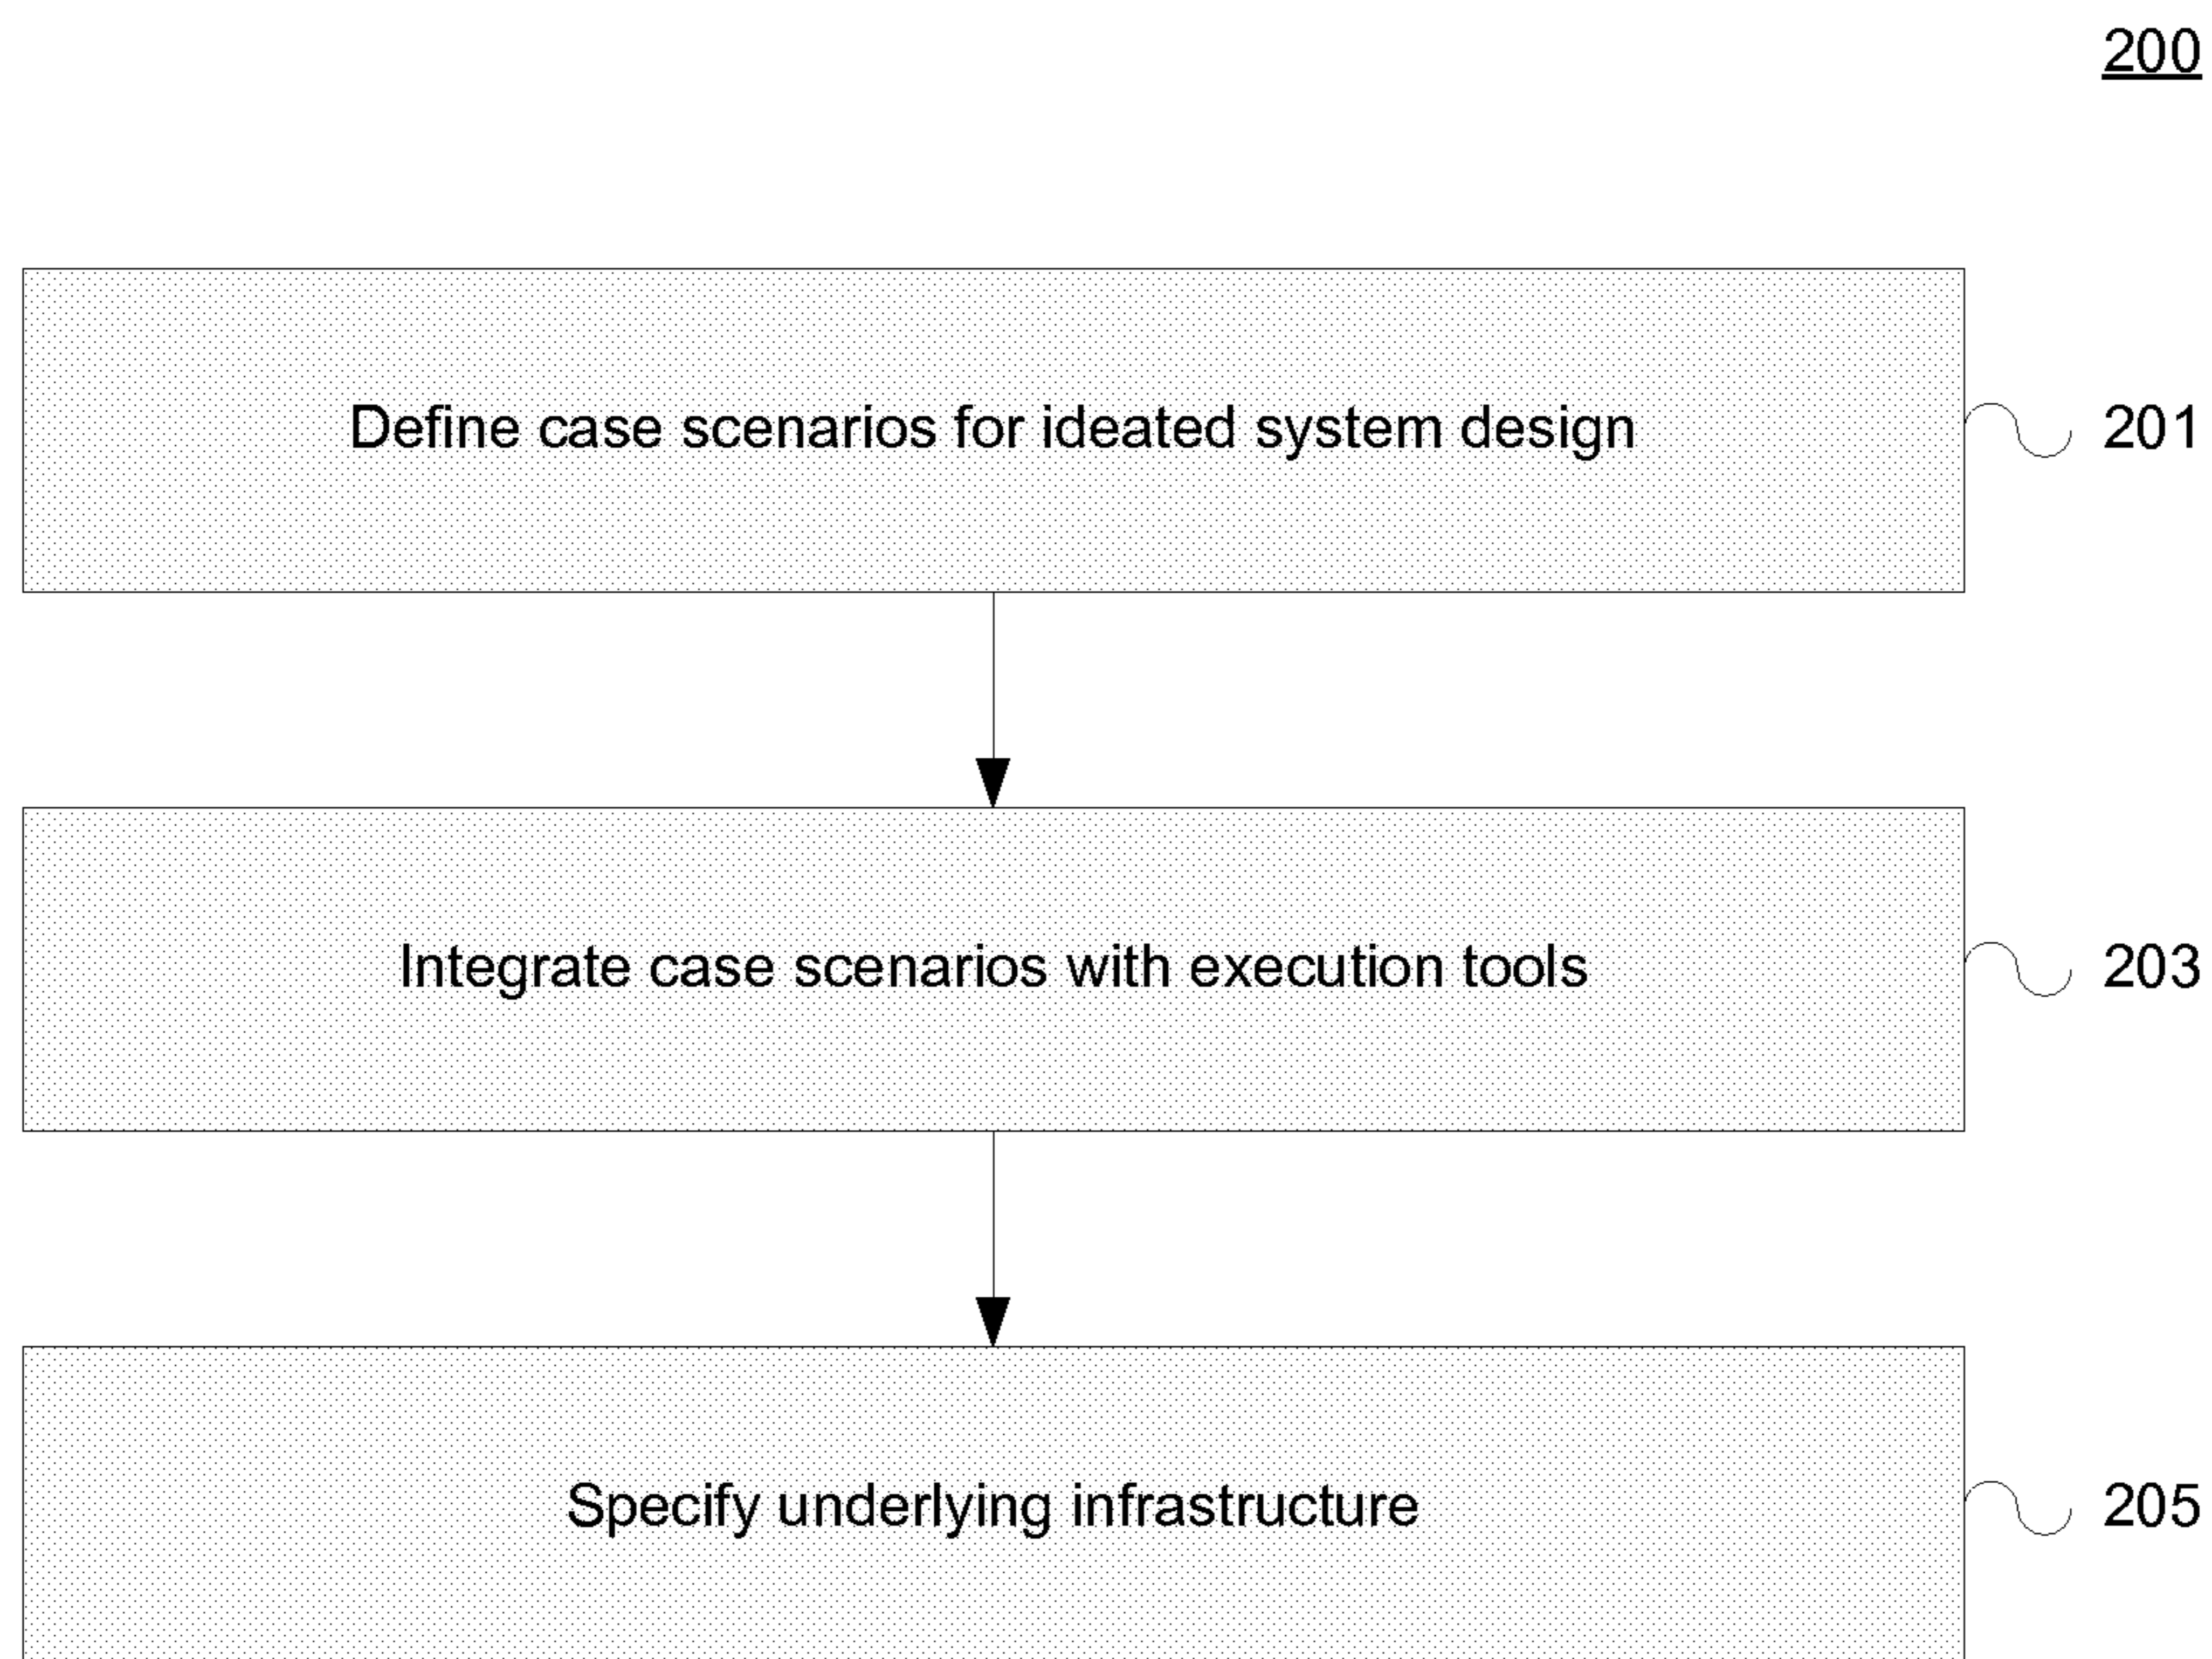 200
Define case scenarios for ideated system design
201
Integrate case scenarios with execution tools
203
Specify underlying infrastructure
205